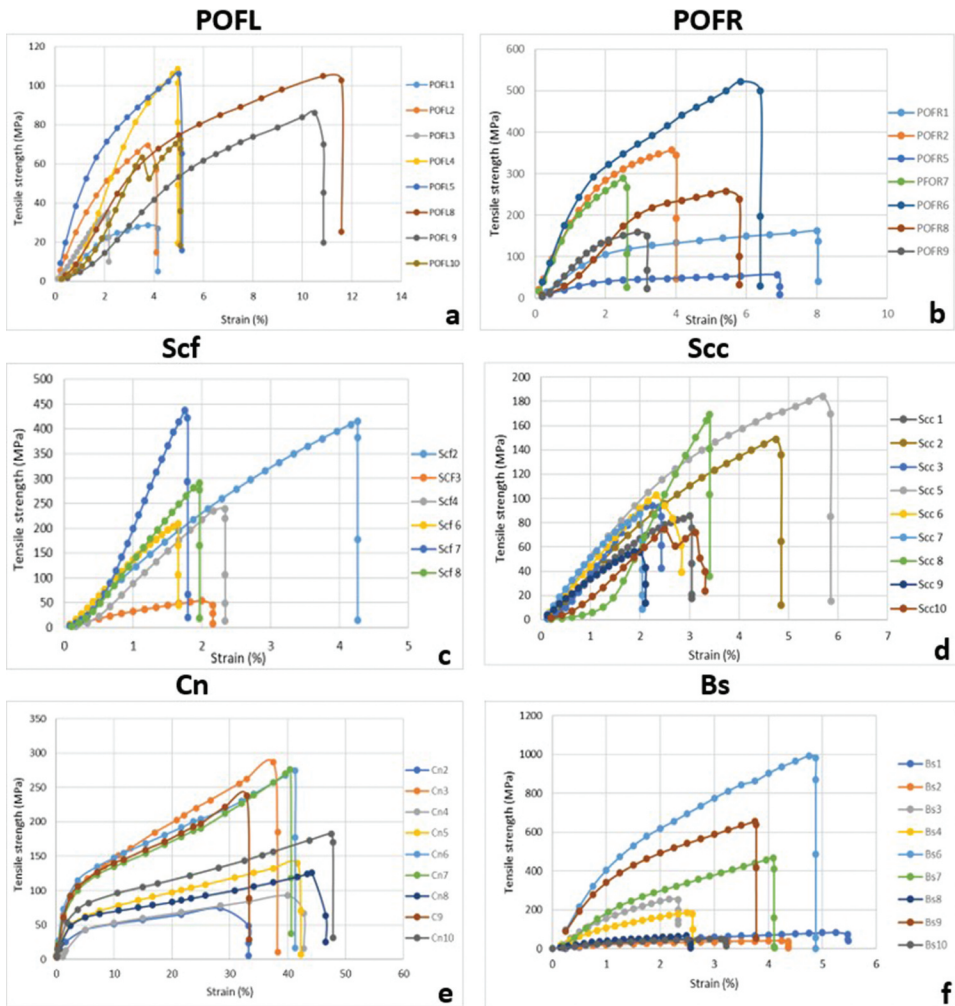 POFL
POFR
120
100
80
60
40
20
0
0 2 4 6 8 10 12 14
Tensile strength (MPa)
Strain (%)
POFL1
POFL2
POFL3
POFL4
POFL5
POFL8
POFL 9
POFL10
a
600
500
400
300
200
100
0
0 2 4 6 8 10
Tensile strength (MPa)
Strain (%)
POFR1
POFR2
POFR5
PFOR7
POFR6
POFR8
POFR9
b
Scf
Scc
500
450
400
350
300
250
200
150
100
50
0
0 1 2 3 4 5
Tensile strength (MPa)
Strain (%)
Scf2
SCF3
Scf4
Scf 6
Scf 7
Scf 8
c
200
180
160
140
120
100
80
60
40
20
0
0 1 2 3 4 5 6 7
Tensile strength (MPa)
Strain (%)
Scc 1
Scc 2
Scc 3
Scc 5
Scc 6
Scc 7
Scc 8
Scc 9
Scc10
d
Cn
Bs
350
300
250
200
150
100
50
0
0 10 20 30 40 50 60
Tensile strength (MPa)
Strain (%)
Cn2
Cn3
Cn4
Cn5
Cn6
Cn7
Cn8
C9
Cn10
e
1200
1000
800
600
400
200
0
0 1 2 3 4 5 6
Tensile strength (MPa)
Strain (%)
Bs1
Bs2
Bs3
Bs4
Bs6
Bs7
Bs8
Bs9
Bs10
f